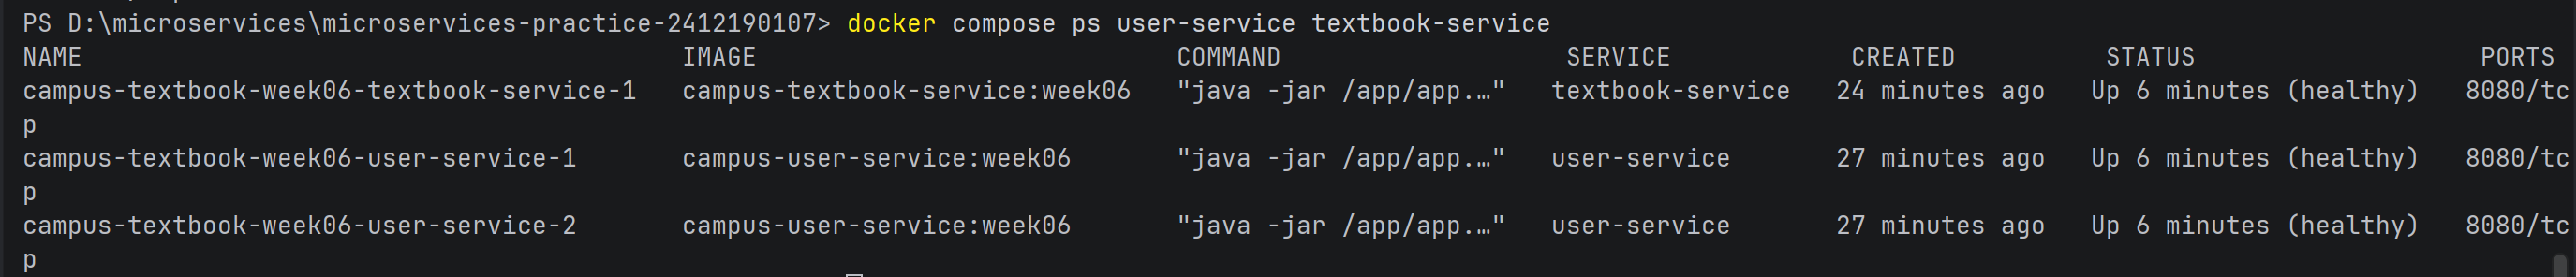 PS D:\microservices\microservices-practice-2412190107> docker compose ps user-service textbook-service
NAME IMAGE COMMAND SERVICE CREATED STATUS PORTS
campus-textbook-week06-textbook-service-1 campus-textbook-service:week06 "java -jar /app/app.…" textbook-service 24 minutes ago Up 6 minutes (healthy) 8080/tc
p
campus-textbook-week06-user-service-1 campus-user-service:week06 "java -jar /app/app.…" user-service 27 minutes ago Up 6 minutes (healthy) 8080/tc
p
campus-textbook-week06-user-service-2 campus-user-service:week06 "java -jar /app/app.…" user-service 27 minutes ago Up 6 minutes (healthy) 8080/tc
p